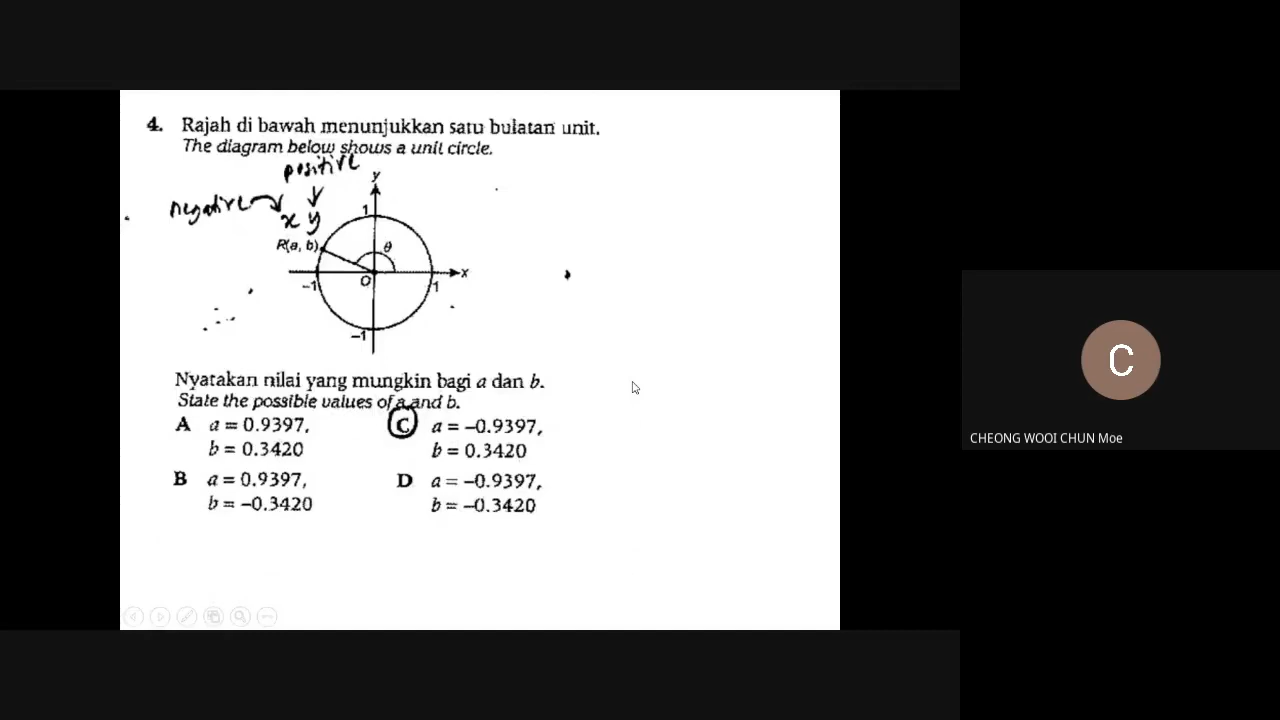 4. Rajah di bawah menunjukkan satu bulatan unit.
The diagram below shows a unit circle.
positive
negative
x y
y
1
R(a, b)
θ
x
-1
O
1
-1
Nyatakan nilai yang mungkin bagi a dan b.
State the possible values of a and b.
A a = 0.9397,
b = 0.3420
B a = 0.9397,
b = -0.3420
C a = -0.9397,
b = 0.3420
D a = -0.9397,
b = -0.3420
C
CHEONG WOOI CHUN Moe